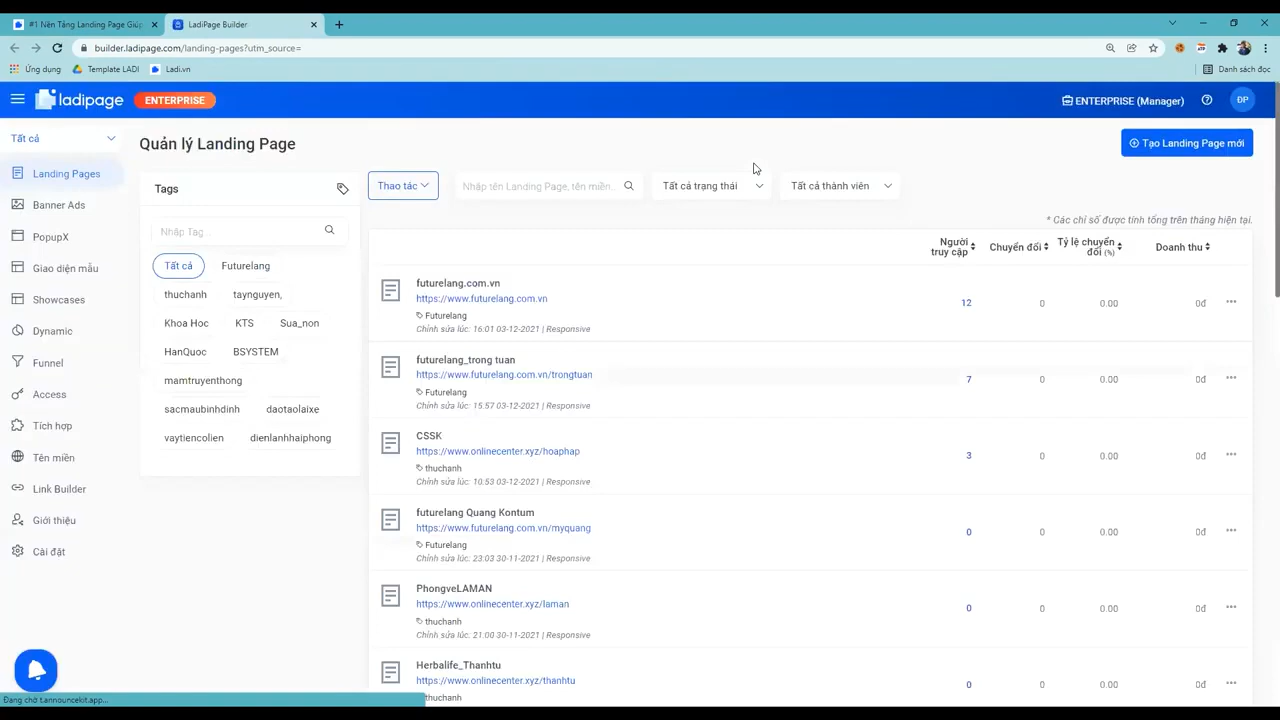 #1 Nền Tảng Landing Page Giúp
LadiPage Builder
builder.ladipage.com/landing-pages?utm_source=
Ứng dụng
Template LADI
Ladi.vn
Danh sách đọc
ladipage
ENTERPRISE
ENTERPRISE (Manager)
ĐP
Tất cả
Landing Pages
Banner Ads
PopupX
Giao diện mẫu
Showcases
Dynamic
Funnel
Access
Tích hợp
Tên miền
Link Builder
Giới thiệu
Cài đặt
Quản lý Landing Page
Tạo Landing Page mới
Tags
Nhập Tag...
Tất cả
Futurelang
thuchanh
taynguyen,
Khoa Hoc
KTS
Sua_non
HanQuoc
BSYSTEM
mamtruyenthong
sacmaubinhdinh
daotaolaixe
vaytiencolien
dienlanhhaiphong
Thao tác
Nhập tên Landing Page, tên miền..
Tất cả trạng thái
Tất cả thành viên
* Các chỉ số được tính tổng trên tháng hiện tại.
Người truy cập
Chuyển đổi
Tỷ lệ chuyển đổi (%)
Doanh thu
futurelang.com.vn
https://www.futurelang.com.vn
12 0 0.00 0đ
Futurelang
Chỉnh sửa lúc: 16:01 03-12-2021 | Responsive
futurelang_trong tuan
https://www.futurelang.com.vn/trongtuan
7 0 0.00 0đ
Futurelang
Chỉnh sửa lúc: 15:57 03-12-2021 | Responsive
CSSK
https://www.onlinecenter.xyz/hoaphap
3 0 0.00 0đ
thuchanh
Chỉnh sửa lúc: 10:53 03-12-2021 | Responsive
futurelang Quang Kontum
https://www.futurelang.com.vn/myquang
0 0 0.00 0đ
Futurelang
Chỉnh sửa lúc: 23:03 30-11-2021 | Responsive
PhongveLAMAN
https://www.onlinecenter.xyz/laman
0 0 0.00 0đ
thuchanh
Chỉnh sửa lúc: 21:00 30-11-2021 | Responsive
Herbalife_Thanhtu
https://www.onlinecenter.xyz/thanhtu
0 0 0.00 0đ
thuchanh
Đang chờ t.announcekit.app...